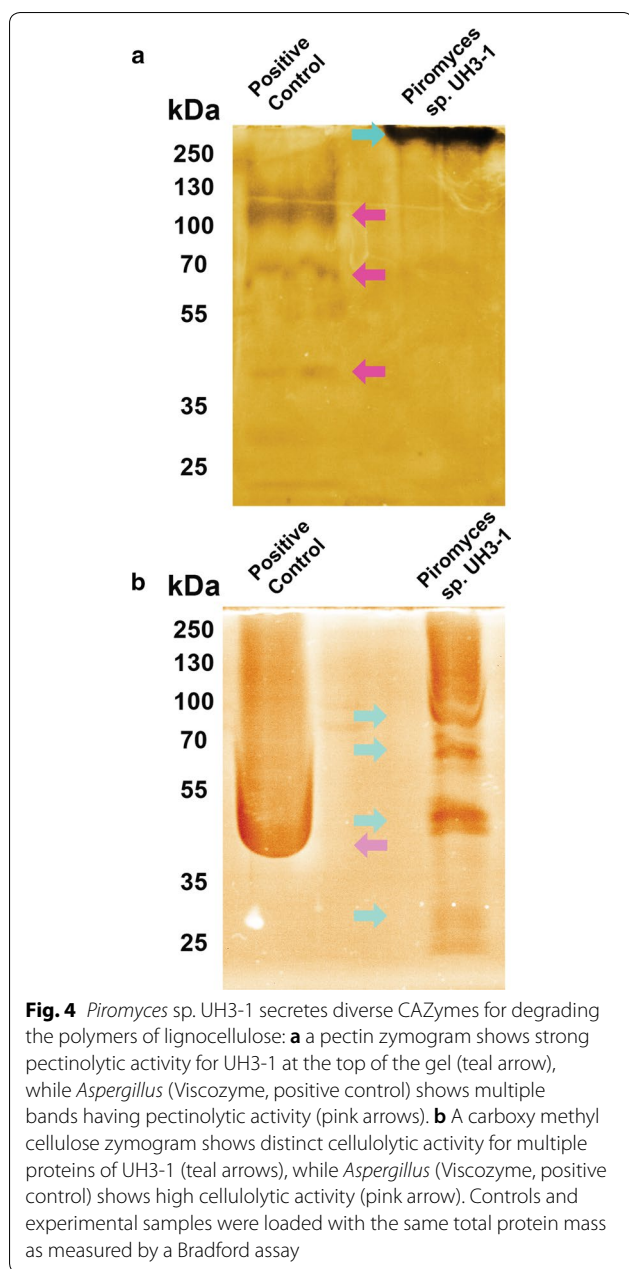 a
Positive
Control
Piromyces
sp. UH3-1
kDa
250
130
100
70
55
35
25
b
Positive
Control
Piromyces
sp. UH3-1
kDa
250
130
100
70
55
35
25
Fig. 4 Piromyces sp. UH3-1 secretes diverse CAZymes for degrading
the polymers of lignocellulose: a a pectin zymogram shows strong
pectinolytic activity for UH3-1 at the top of the gel (teal arrow),
while Aspergillus (Viscozyme, positive control) shows multiple
bands having pectinolytic activity (pink arrows). b A carboxy methyl
cellulose zymogram shows distinct cellulolytic activity for multiple
proteins of UH3-1 (teal arrows), while Aspergillus (Viscozyme, positive
control) shows high cellulolytic activity (pink arrow). Controls and
experimental samples were loaded with the same total protein mass
as measured by a Bradford assay